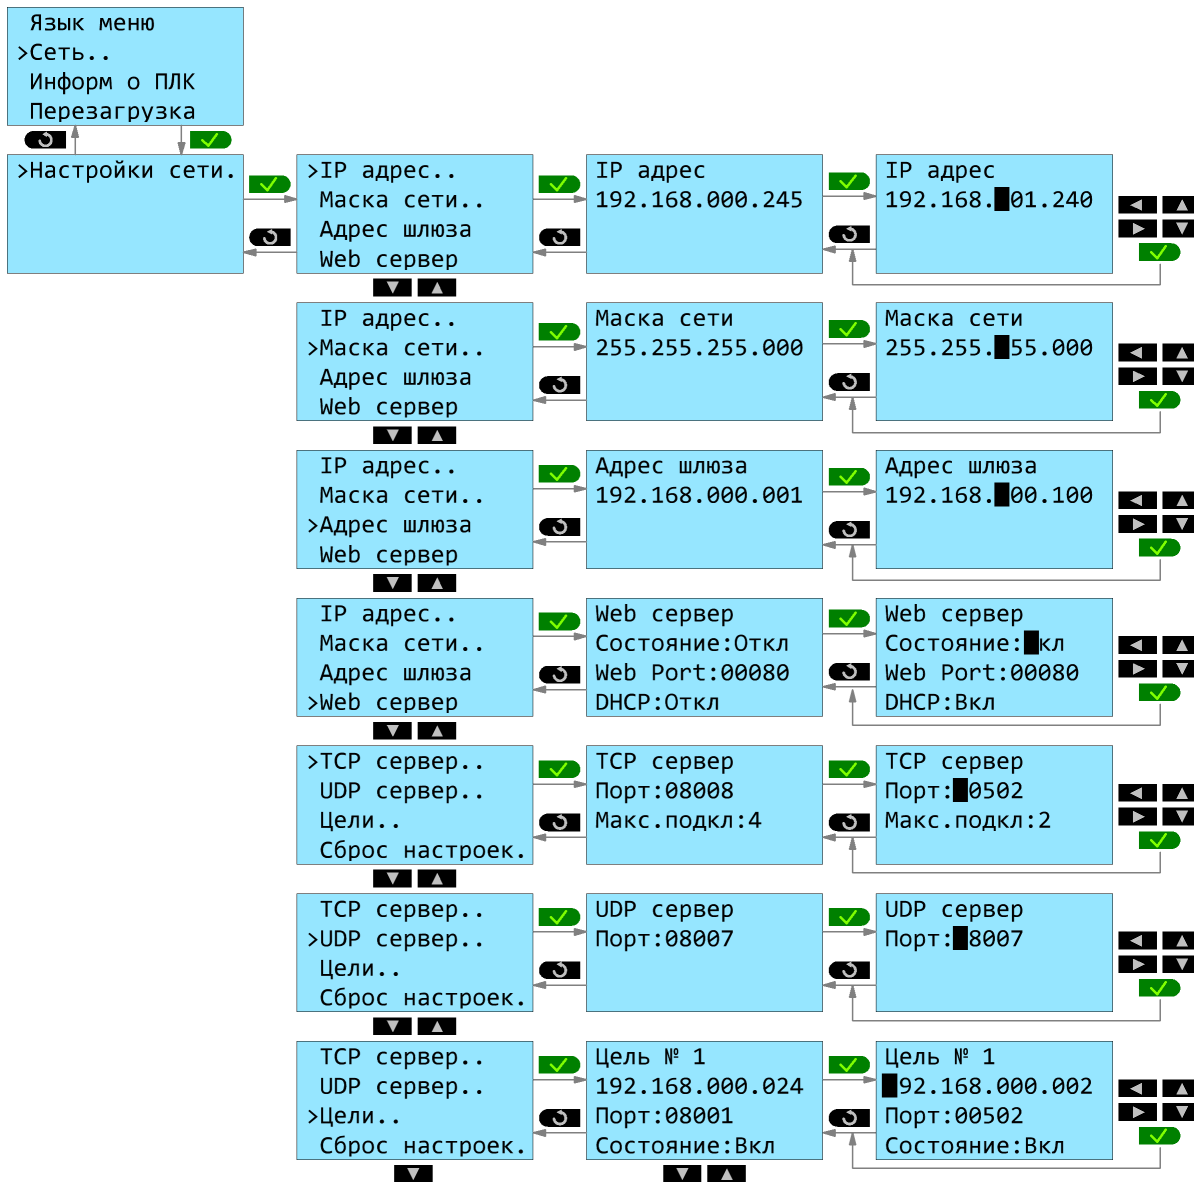 Язык меню
>Сеть..
Информ о ПЛК
Перезагрузка
>Настройки сети.
>IP адрес..
Маска сети..
Адрес шлюза
Web сервер
IP адрес
192.168.000.245
IP адрес
192.168. 01.240
IP адрес..
>Маска сети..
Адрес шлюза
Web сервер
Маска сети
255.255.255.000
Маска сети
255.255. 55.000
IP адрес..
Маска сети..
>Адрес шлюза
Web сервер
Адрес шлюза
192.168.000.001
Адрес шлюза
192.168. 00.100
IP адрес..
Маска сети..
Адрес шлюза
>Web сервер
Web сервер
Состояние:Откл
Web Port:00080
DHCP:Откл
Web сервер
Состояние: кл
Web Port:00080
DHCP:Вкл
>TCP сервер..
UDP сервер..
Цели..
Сброс настроек.
TCP сервер
Порт:08008
Макс.подкл:4
TCP сервер
Порт: 0502
Макс.подкл:2
TCP сервер..
>UDP сервер..
Цели..
Сброс настроек.
UDP сервер
Порт:08007
UDP сервер
Порт: 8007
TCP сервер..
UDP сервер..
>Цели..
Сброс настроек.
Цель № 1
192.168.000.024
Порт:08001
Состояние:Вкл
Цель № 1
92.168.000.002
Порт:00502
Состояние:Вкл